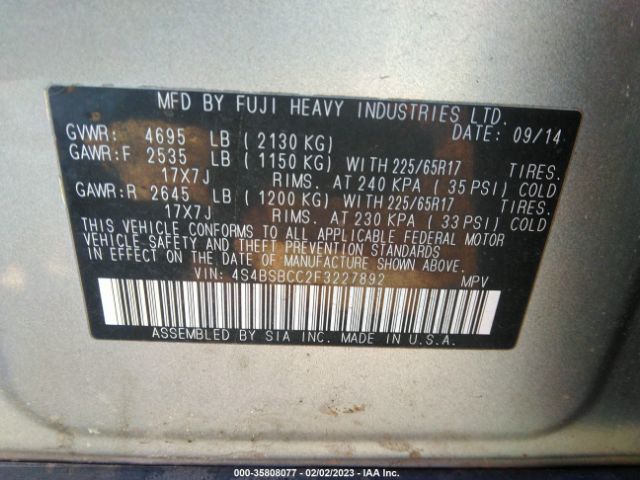 MFD BY FUJI HEAVY INDUSTRIES LTD.
GVWR: 4695 LB (2130 KG) DATE: 09/14
GAWR:F 2535 LB (1150 KG) WITH 225/65R17 TIRES.
17X7J RIMS. AT 240 KPA (35 PSI) COLD
GAWR:R 2645 LB (1200 KG) WITH 225/65R17 TIRES.
17X7J RIMS. AT 230 KPA (33 PSI) COLD
THIS VEHICLE CONFORMS TO ALL APPLICABLE FEDERAL MOTOR
VEHICLE SAFETY AND THEFT PREVENTION STANDARDS
IN EFFECT ON THE DATE OF MANUFACTURE SHOWN ABOVE.
VIN: 4S4BSBCC2F3227892 MPV
ASSEMBLED BY SIA INC. MADE IN U.S.A.
000-35808077 - 02/02/2023 - IAA Inc.